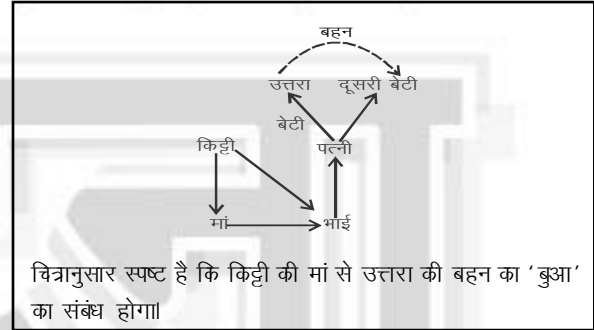 बहन
उत्तरा दूसरी बेटी
बेटी
किट्टी पत्नी
मां भाई
चित्रानुसार स्पष्ट है कि किट्टी की मां से उत्तरा की बहन का 'बुआ'
का संबंध होगा।